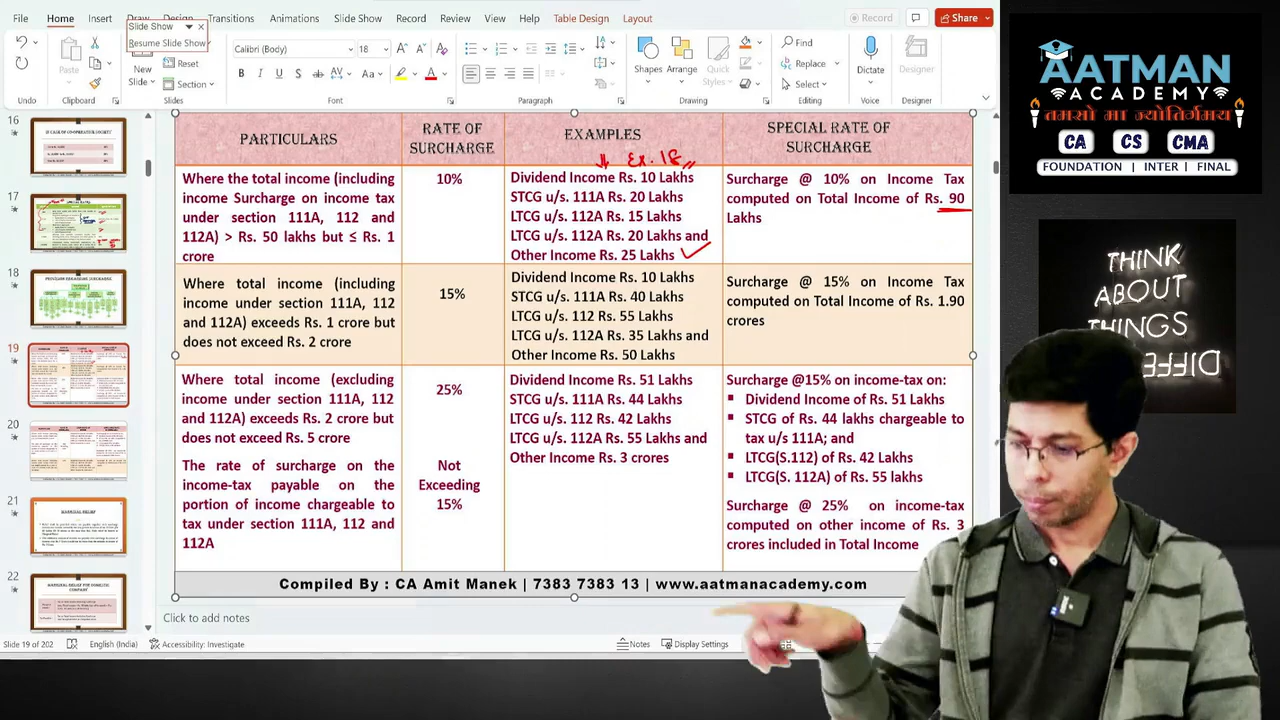 File Home Insert Draw Design Transitions Animations Slide Show Record Review View Help Table Design Layout
Record Share
Slide Show
Resume Slide Show
Undo
Paste
Clipboard
New
Slide
Reset
Section
Slides
Calibri (Body) 18
Font
Paragraph
Shapes Arrange Quick
Styles
Drawing
Find
Replace
Select
Editing
Dictate
Voice
Designer
Designer
PARTICULARS
RATE OF
SURCHARGE
EXAMPLES
SPECIAL RATE OF
SURCHARGE
Ex. 18
Where the total income (including
income Surcharge on income tax
under section 111A, 112 and
112A) > Rs. 50 lakhs but ≤ Rs. 1
crore
10%
Dividend Income Rs. 10 Lakhs
STCG u/s. 111A Rs. 20 Lakhs
LTCG u/s. 112A Rs. 15 Lakhs
LTCG u/s. 112A Rs. 20 Lakhs and
Other Income Rs. 25 Lakhs
Surcharge @ 10% on Income Tax
computed on Total Income of Rs. 90
Lakhs
Where total income (including
income under section 111A, 112
and 112A) exceeds Rs. 1 crore but
does not exceed Rs. 2 crore
15%
Dividend Income Rs. 10 Lakhs
STCG u/s. 111A Rs. 40 Lakhs
LTCG u/s. 112 Rs. 55 Lakhs
LTCG u/s. 112A Rs. 35 Lakhs and
Other Income Rs. 50 Lakhs
Surcharge @ 15% on Income Tax
computed on Total Income of Rs. 1.90
crores
Where total income (excluding
income under section 111A, 112
and 112A) exceeds Rs. 2 crore but
does not exceed Rs. 5 crore
25%
The rate of surcharge on the
income-tax payable on the
portion of income chargeable to
tax under section 111A, 112 and
112A
Not
Exceeding
15%
Dividend Income Rs. 51 Lakhs
STCG u/s. 111A Rs. 44 Lakhs
LTCG u/s. 112 Rs. 42 Lakhs
LTCG u/s. 112A Rs. 55 Lakhs and
Other Income Rs. 3 crores
Surcharge @15% on income-tax on:
Dividend Income of Rs. 51 Lakhs
STCG of Rs. 44 lakhs chargeable to
tax u/s 111A; and
LTCG(S.112) of Rs. 42 Lakhs
LTCG(S. 112A) of Rs. 55 lakhs
Surcharge @ 25% on income-tax
computed on other income of Rs. 3
crores included in Total Income
Compiled By : CA Amit 7383 7383 13 | www.aatmanacademy.com
16
17
18
19
20
21
22
Click to add notes
Slide 19 of 202 English (India) Accessibility: Investigate Notes Display Settings
AATMAN
ACADEMY
तमसो मा ज्योतिर्गमय
CA CS CMA
FOUNDATION | INTER | FINAL
THINK
ABOUT
THINGS